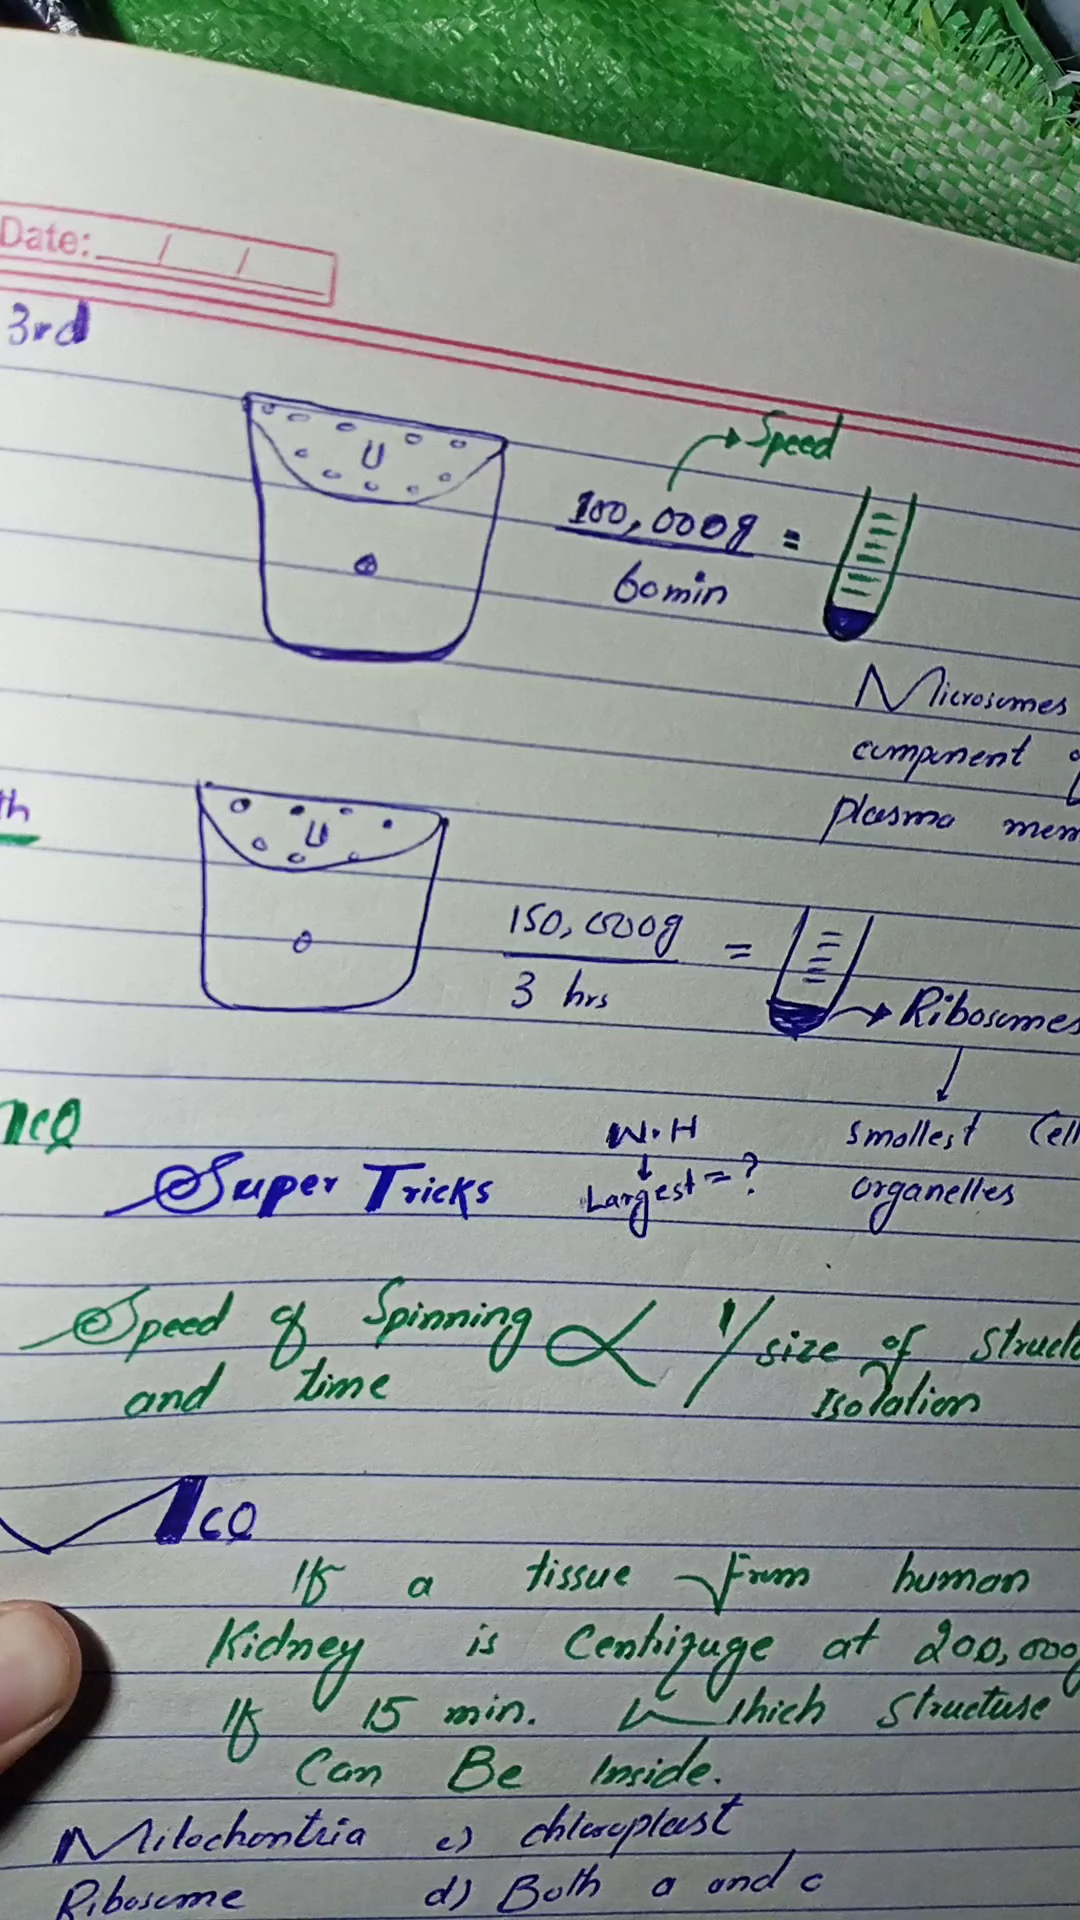 Date: / /
3rd
U
Speed
100,000g =
60min
Microsomes
component
plasma mem
th
U
150,000g =
3 hrs
Ribosomes
Smallest Cell
organelles
MCQ
W.H
Largest = ?
Super Tricks
Speed of Spinning ∝ 1/size of Struct
and time Isolation
MCQ
If a tissue From human
Kidney is Centrifuge at 200,000g
If 15 min. Which Structure
Can Be Inside.
Mitochontria c) chloroplast
Ribosome d) Both a and c